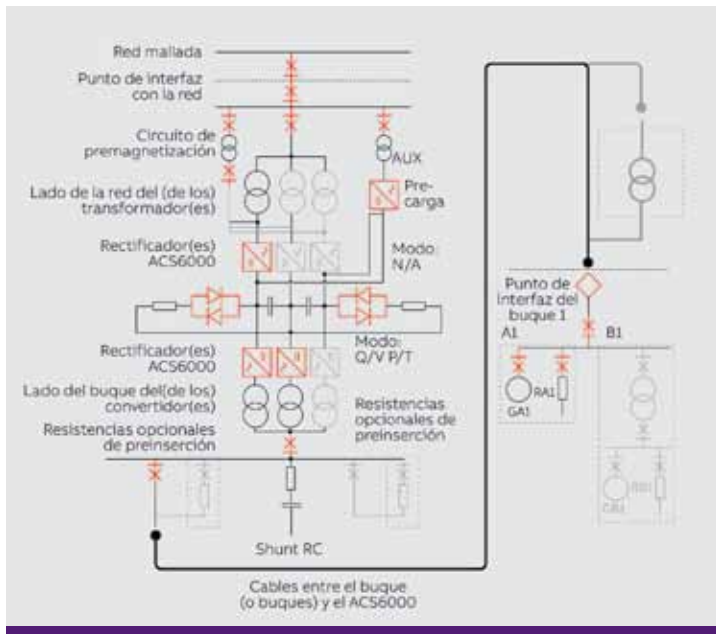 Red mallada
Punto de interfaz
con la red
Circuito de
premagnetización
AUX
Lado de la red del (de los)
transformador(es)
Pre-
carga
Rectificador(es)
ACS6000
Modo:
N/A
Rectificador(es)
ACS6000
Modo:
Q/V P/T
Lado del buque del(de los)
convertidor(es)
Resistencias opcionales
de preinserción
Resistencias
opcionales de
preinserción
Shunt RC
Cables entre el buque
(o buques) y el ACS6000
Punto de
interfaz del
buque 1
A1
B1
RA1
GA1